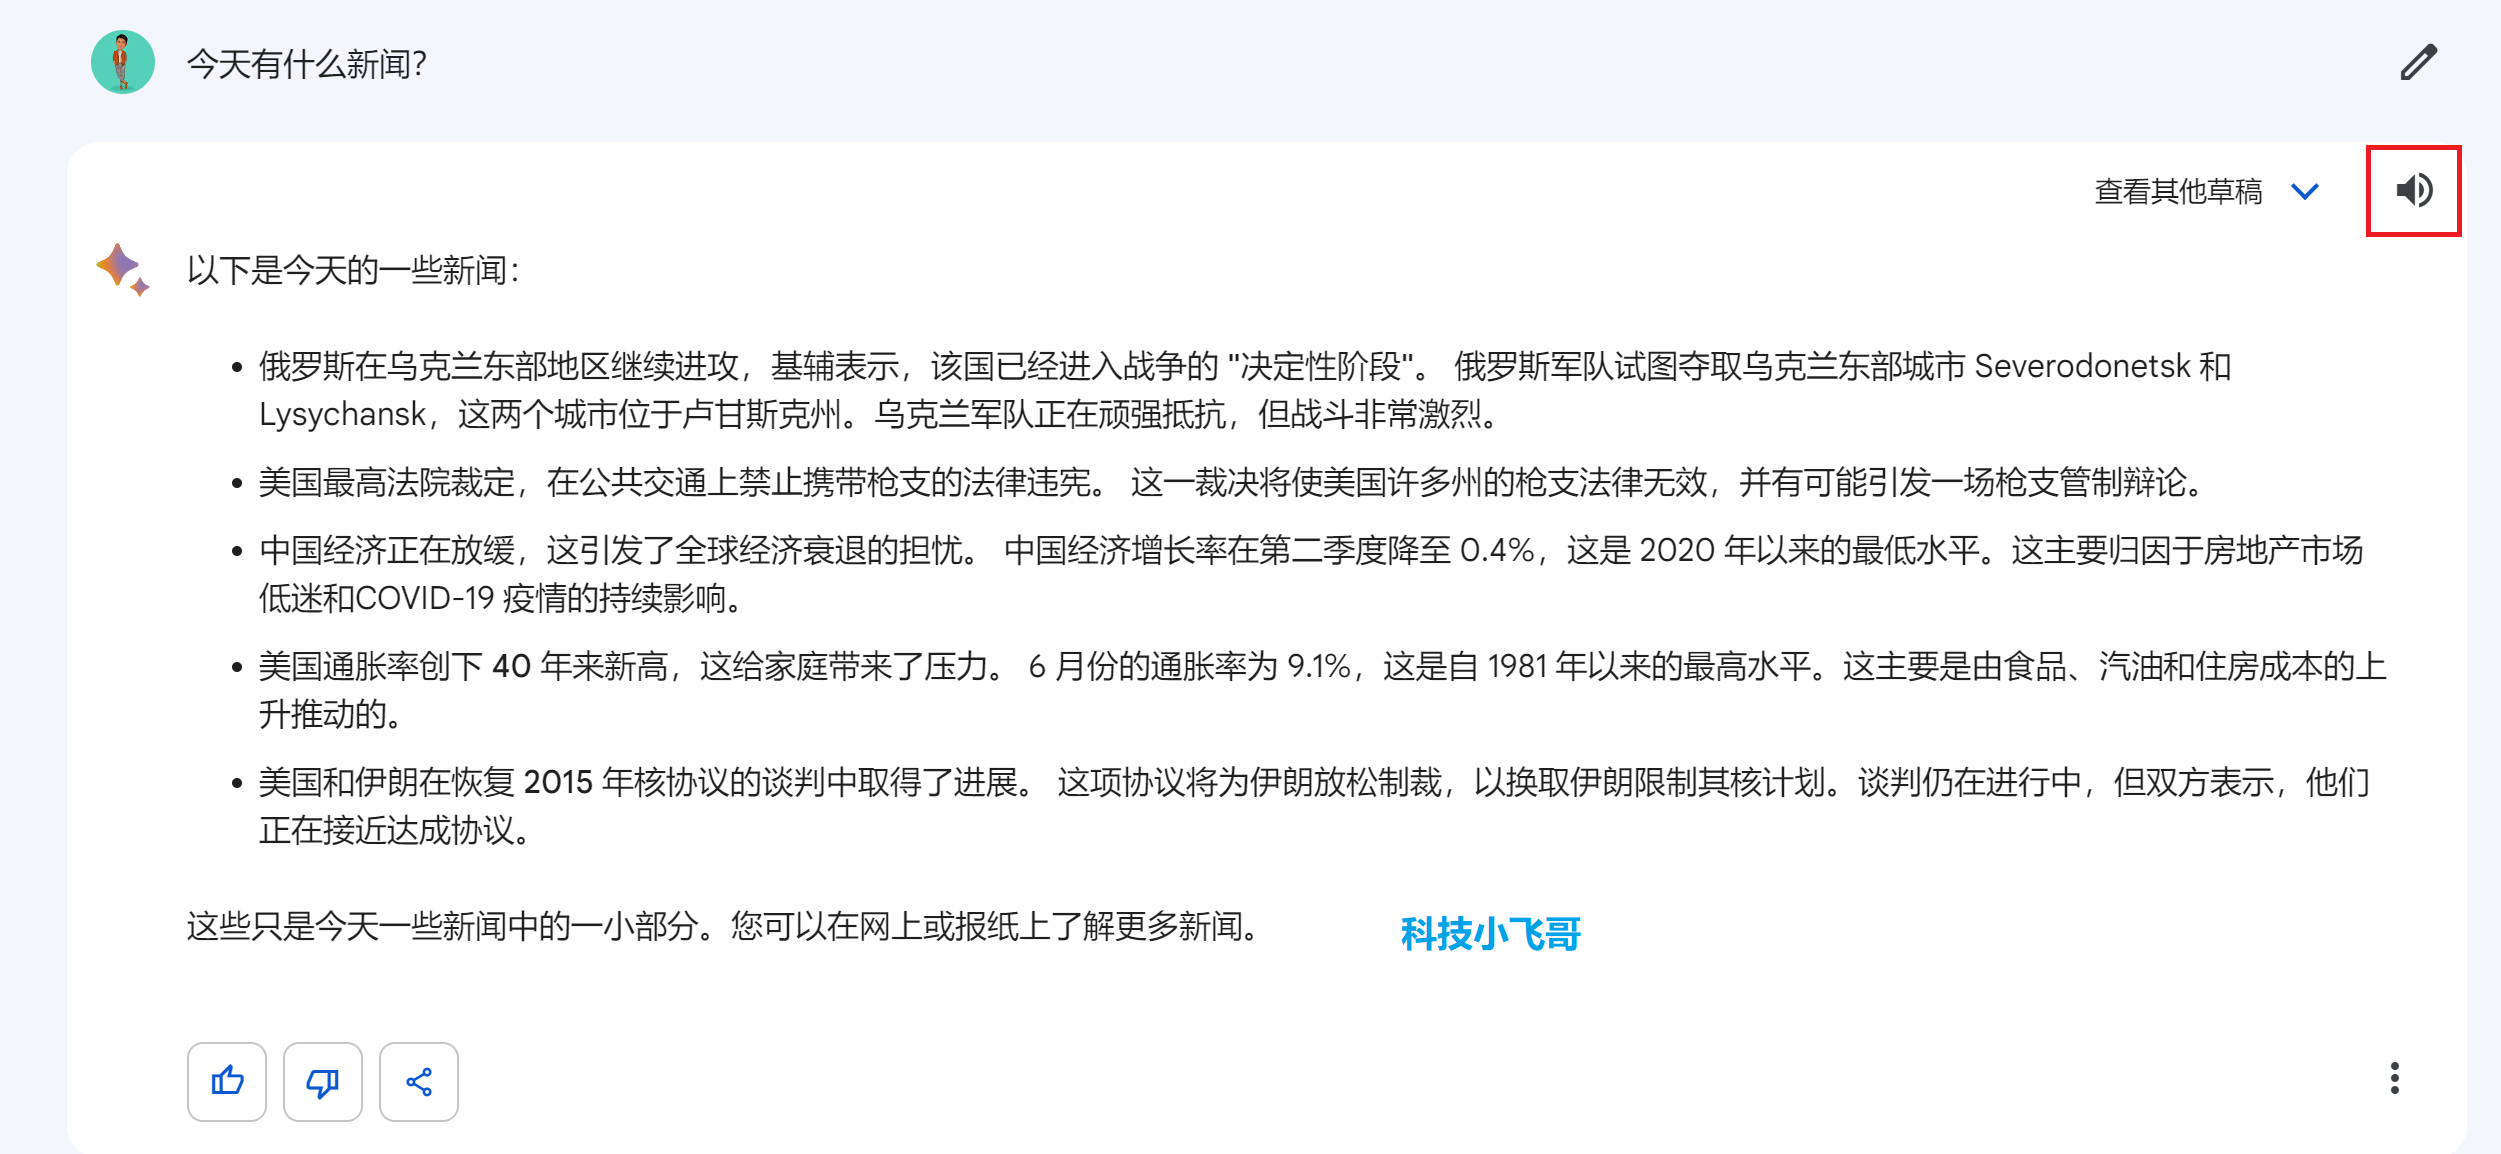 今天有什么新闻?
查看其他草稿
以下是今天的一些新闻：
俄罗斯在乌克兰东部地区继续进攻，基辅表示，该国已经进入战争的 "决定性阶段"。 俄罗斯军队试图夺取乌克兰东部城市 Severodonetsk 和
Lysychansk，这两个城市位于卢甘斯克州。乌克兰军队正在顽强抵抗，但战斗非常激烈。
美国最高法院裁定，在公共交通上禁止携带枪支的法律违宪。 这一裁决将使美国许多州的枪支法律无效，并有可能引发一场枪支管制辩论。
中国经济正在放缓，这引发了全球经济衰退的担忧。 中国经济增长率在第二季度降至 0.4%，这是 2020 年以来的最低水平。这主要归因于房地产市场
低迷和COVID-19 疫情的持续影响。
美国通胀率创下 40 年来新高，这给家庭带来了压力。 6 月份的通胀率为 9.1%，这是自 1981 年以来的最高水平。这主要是由食品、汽油和住房成本的上
升推动的。
美国和伊朗在恢复 2015 年核协议的谈判中取得了进展。 这项协议将为伊朗放松制裁，以换取伊朗限制其核计划。谈判仍在进行中，但双方表示，他们
正在接近达成协议。
这些只是今天一些新闻中的一小部分。您可以在网上或报纸上了解更多新闻。
科技小飞哥